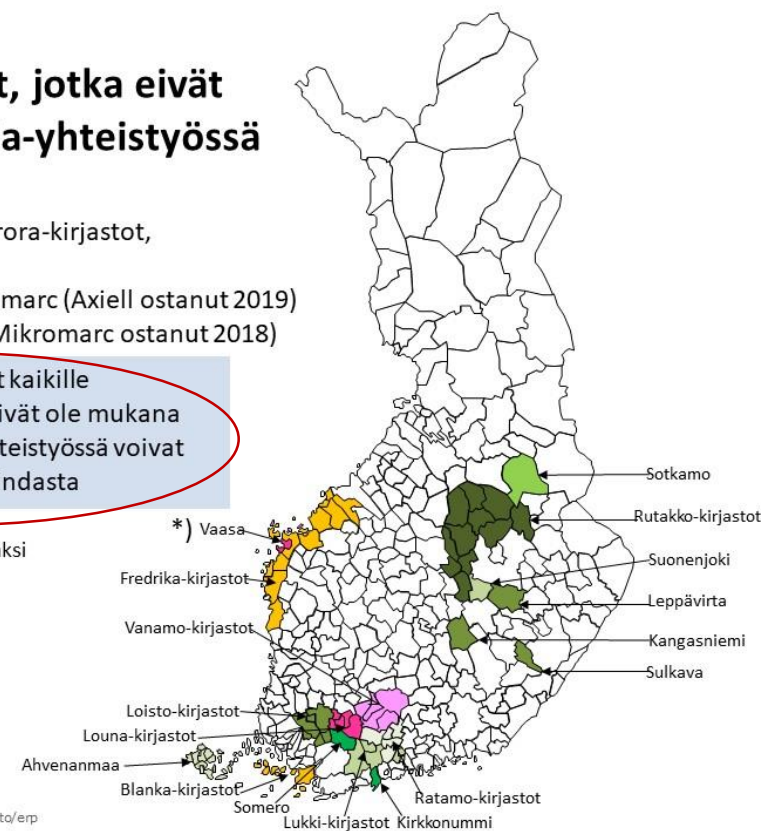 t, jotka eivät
a-yhteistyössä
rora-kirjastot,
marc (Axiell ostanut 2019)
Mikromarc ostanut 2018)
t kaikille
ivät ole mukana
teistyössä voivat
ndasta
ksi
*) Vaasa
Fredrika-kirjastot
Vanamo-kirjastot
Loisto-kirjastot
Louna-kirjastot
Ahvenanmaa
Blanka-kirjastot
Somero
Lukki-kirjastot
Kirkkonummi
Ratamo-kirjastot
Sotkamo
Rutakko-kirjastot
Suonenjoki
Leppävirta
Kangasniemi
Sulkava
to/erp